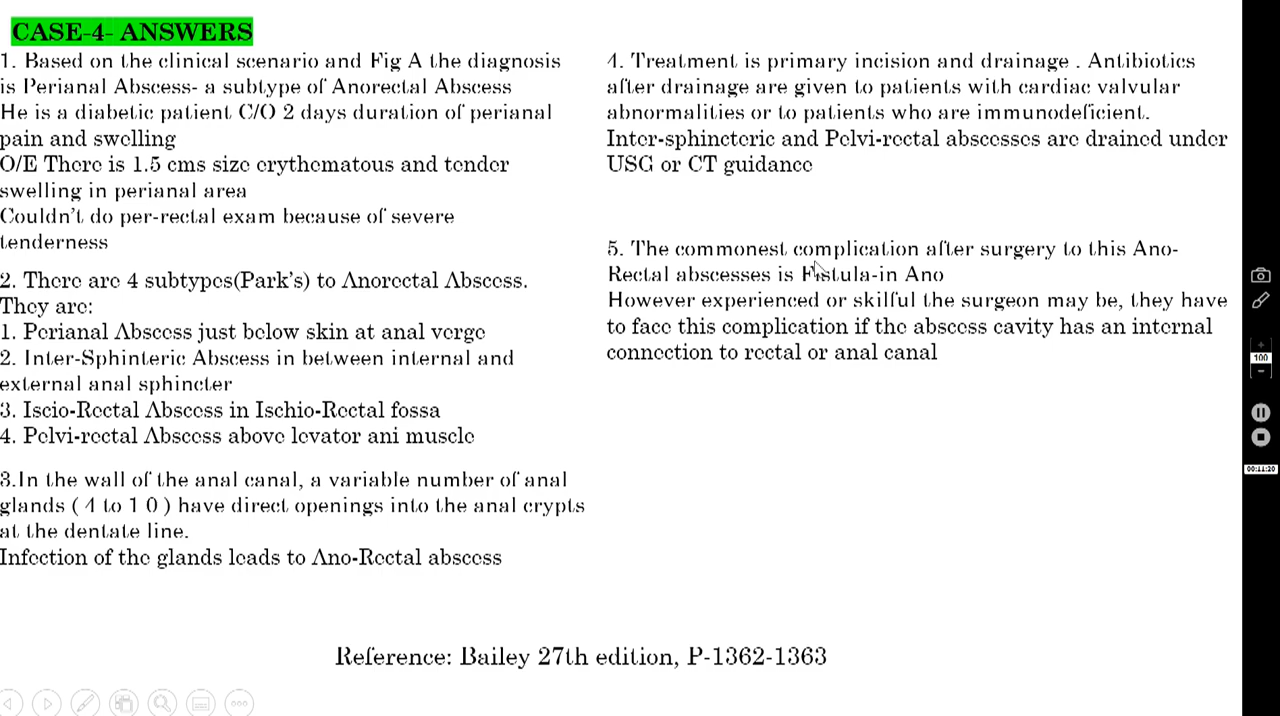 CASE-4- ANSWERS
1. Based on the clinical scenario and Fig A the diagnosis
is Perianal Abscess- a subtype of Anorectal Abscess
He is a diabetic patient C/O 2 days duration of perianal
pain and swelling
O/E There is 1.5 cms size erythematous and tender
swelling in perianal area
Couldn't do per-rectal exam because of severe
tenderness
2. There are 4 subtypes(Park's) to Anorectal Abscess.
They are:
1. Perianal Abscess just below skin at anal verge
2. Inter-Sphinteric Abscess in between internal and
external anal sphincter
3. Iscio-Rectal Abscess in Ischio-Rectal fossa
4. Pelvi-rectal Abscess above levator ani muscle
3.In the wall of the anal canal, a variable number of anal
glands ( 4 to 1 0 ) have direct openings into the anal crypts
at the dentate line.
Infection of the glands leads to Ano-Rectal abscess
4. Treatment is primary incision and drainage . Antibiotics
after drainage are given to patients with cardiac valvular
abnormalities or to patients who are immunodeficient.
Inter-sphincteric and Pelvi-rectal abscesses are drained under
USG or CT guidance
5. The commonest complication after surgery to this Ano-
Rectal abscesses is Fistula-in Ano
However experienced or skilful the surgeon may be, they have
to face this complication if the abscess cavity has an internal
connection to rectal or anal canal
Reference: Bailey 27th edition, P-1362-1363
100
00:11:20